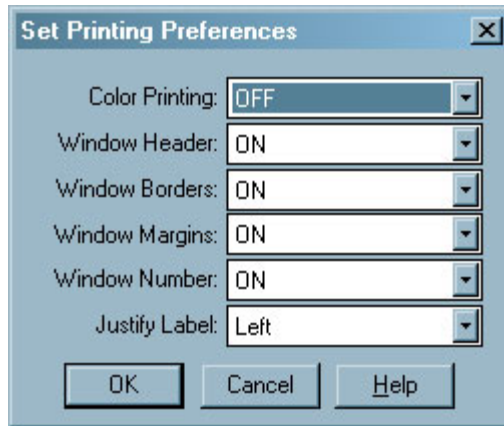 Set Printing Preferences
Color Printing: OFF
Window Header: ON
Window Borders: ON
Window Margins: ON
Window Number: ON
Justify Label: Left
OK Cancel Help